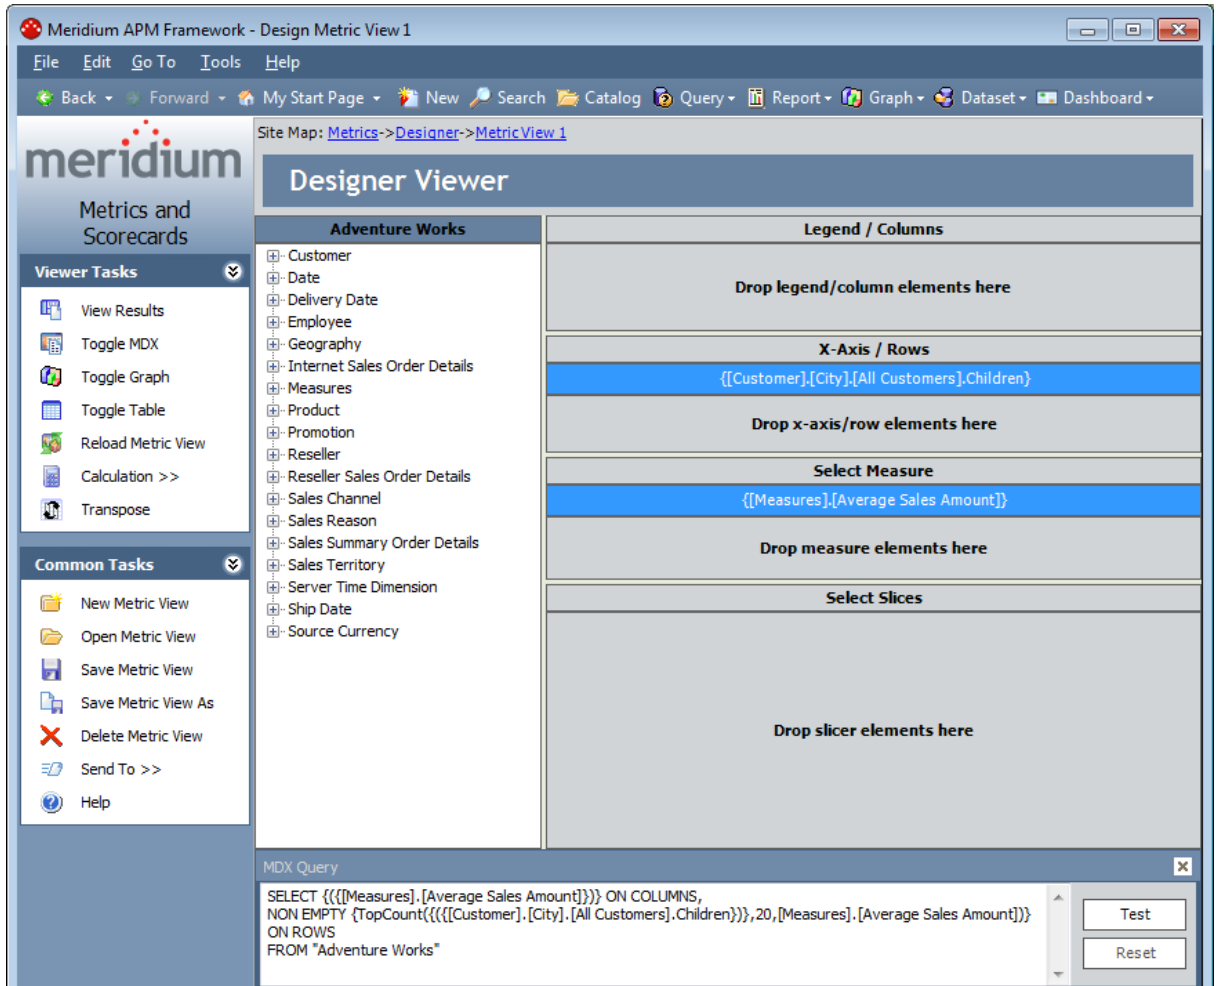 Meridium APM Framework - Design Metric View 1
File Edit Go To Tools Help
Back Forward My Start Page New Search Catalog Query Report Graph Dataset Dashboard
meridium
Metrics and
Scorecards
Viewer Tasks
View Results
Toggle MDX
Toggle Graph
Toggle Table
Reload Metric View
Calculation >>
Transpose
Common Tasks
New Metric View
Open Metric View
Save Metric View
Save Metric View As
Delete Metric View
Send To >>
Help
Site Map: Metrics->Designer->Metric View 1
Designer Viewer
Adventure Works
Customer
Date
Delivery Date
Employee
Geography
Internet Sales Order Details
Measures
Product
Promotion
Reseller
Reseller Sales Order Details
Sales Channel
Sales Reason
Sales Summary Order Details
Sales Territory
Server Time Dimension
Ship Date
Source Currency
Legend / Columns
Drop legend/column elements here
X-Axis / Rows
{[Customer].[City].[All Customers].Children}
Drop x-axis/row elements here
Select Measure
{[Measures].[Average Sales Amount]}
Drop measure elements here
Select Slices
Drop slicer elements here
MDX Query
SELECT {({[Measures].[Average Sales Amount]})} ON COLUMNS,
NON EMPTY {TopCount({({[Customer].[City].[All Customers].Children})},20,[Measures].[Average Sales Amount])}
ON ROWS
FROM "Adventure Works"
Test
Reset